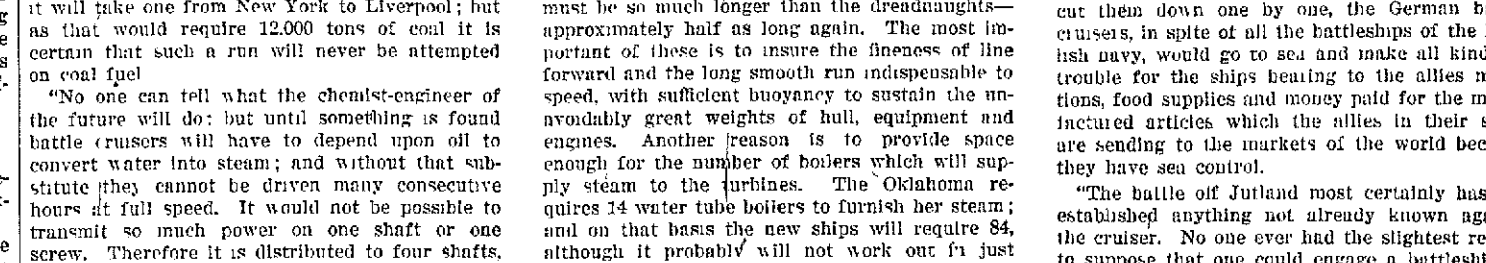 it will take one from New York to Liverpool; but
as that would require 12.000 tons of coal it is
certain that such a run will never be attempted
on coal fuel
"No one can tell what the chemist-engineer of
the future will do: but until something is found
battle cruisers will have to depend upon oil to
convert water into steam; and without that sub-
stitute they cannot be driven many consecutive
hours at full speed. It would not be possible to
transmit so much power on one shaft or one
screw. Therefore it is distributed to four shafts,
must be so much longer than the dreadnaughts—
approximately half as long again. The most im-
portant of these is to insure the fineness of line
forward and the long smooth run indispensable to
speed, with sufficient buoyancy to sustain the un-
avoidably great weights of hull, equipment and
engines. Another reason is to provide space
enough for the number of boilers which will sup-
ply steam to the turbines. The Oklahoma re-
quires 14 water tube boilers to furnish her steam;
and on that basis the new ships will require 84,
although it probably will not work out in just
cut them down one by one, the German b
cruisers, in spite of all the battleships of the
lish navy, would go to sea and make all kind
trouble for the ships bearing to the allies m
tions, food supplies and money paid for the m
factured articles which the allies in their s
are sending to the markets of the world bec
they have sea control.
"The battle off Jutland most certainly has
established anything not already known aga
the cruiser. No one ever had the slightest re
to suppose that one could engage a battleshi